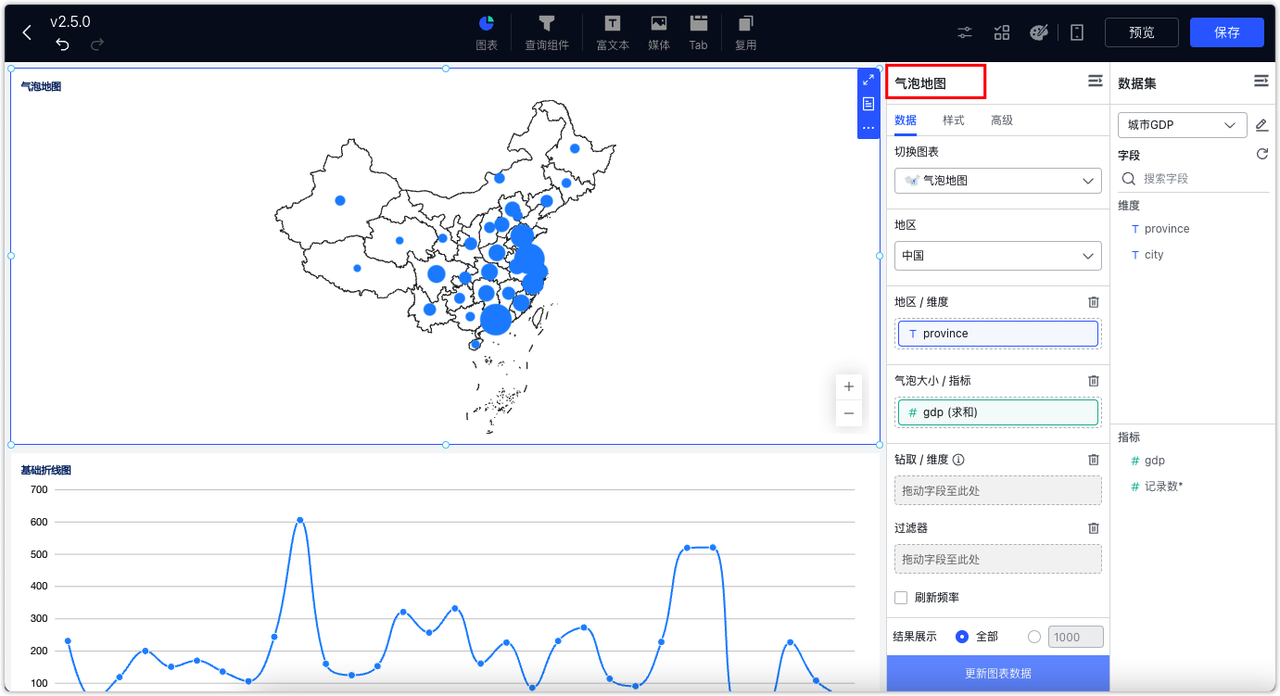 v2.5.0
图表
查询组件
富文本
媒体
Tab
复用
预览
保存
气泡地图
气泡地图
数据 样式 高级
切换图表
气泡地图
地区
中国
地区 / 维度
T province
气泡大小 / 指标
# gdp (求和)
钻取 / 维度
拖动字段至此处
过滤器
拖动字段至此处
刷新频率
结果展示 全部 1000
更新图表数据
数据集
城市GDP
字段
搜索字段
维度
T province
T city
指标
# gdp
# 记录数*
基础折线图
700
600
500
400
300
200
100